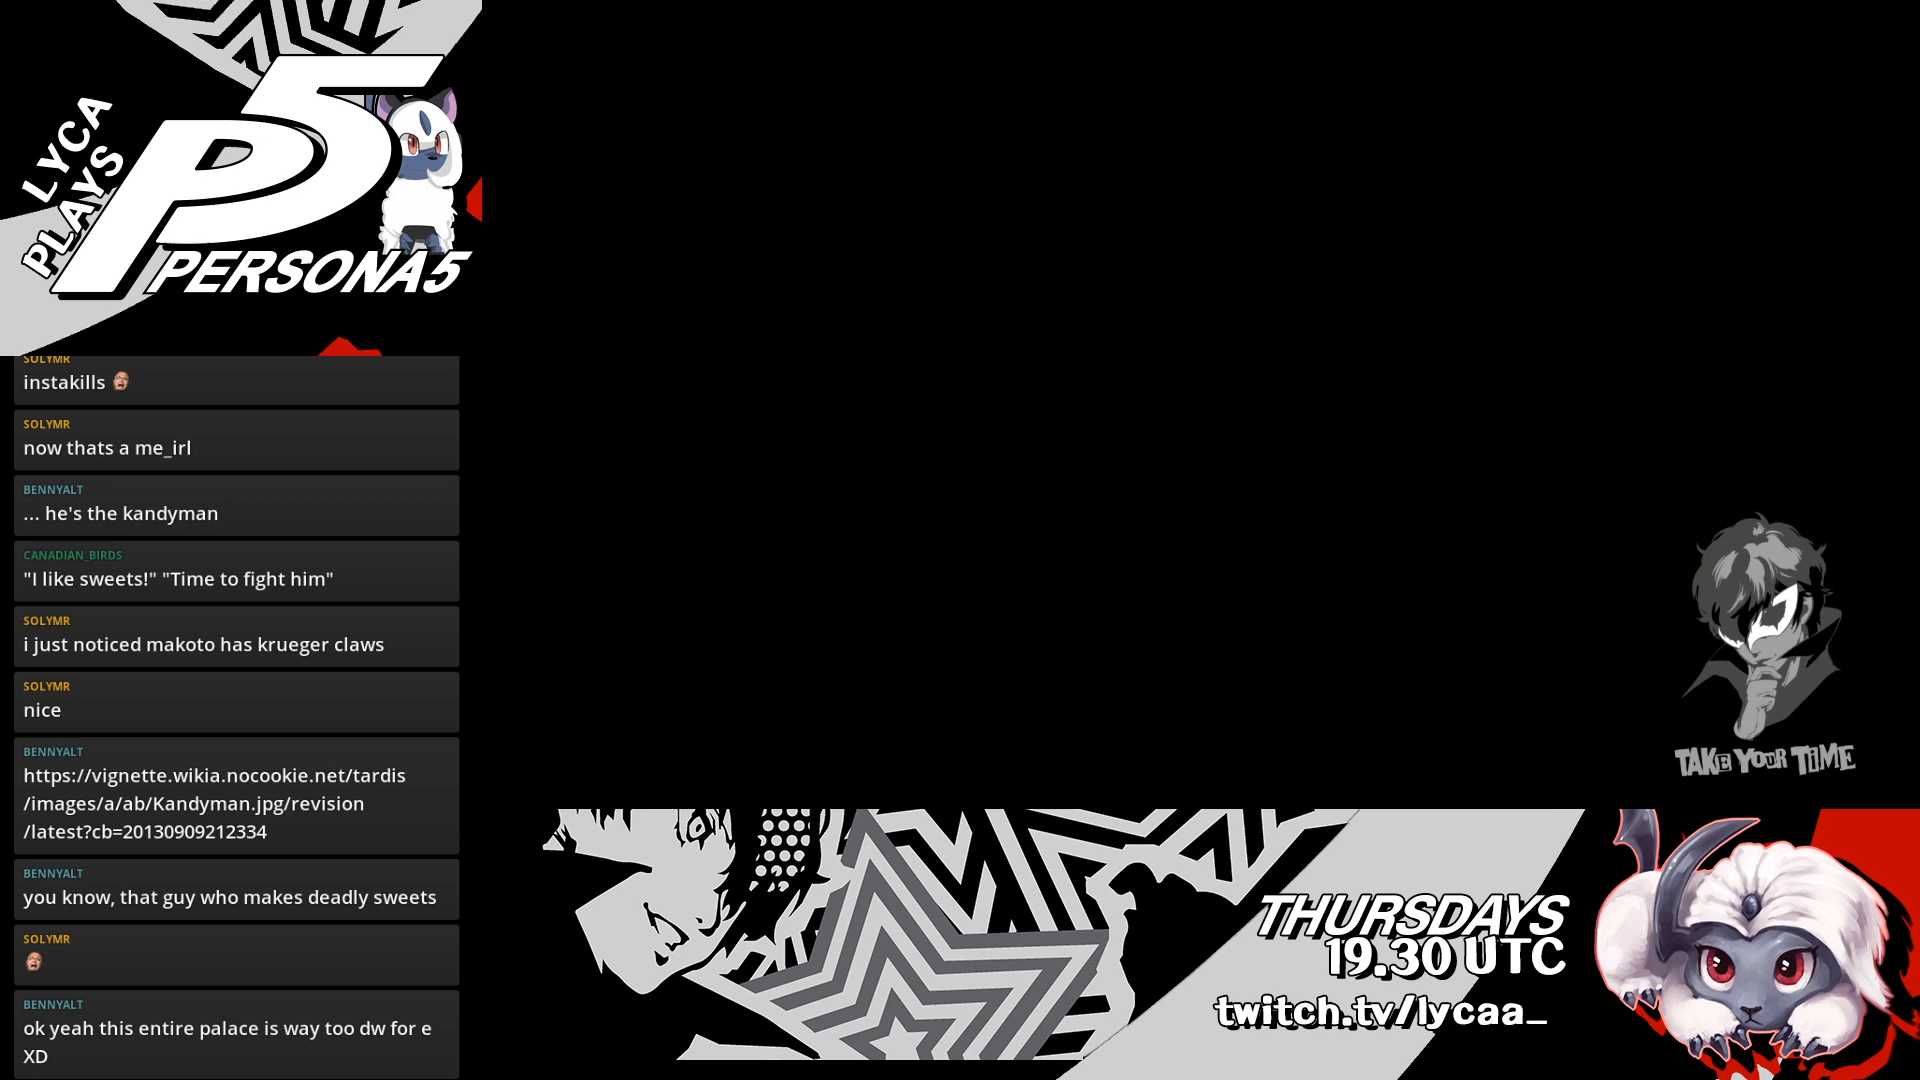 LYCA
PLAYS
P5
PERSONA5
SOLYMR
instakills
SOLYMR
now thats a me_irl
BENNYALT
... he's the kandyman
CANADIAN_BIRDS
"I like sweets!" "Time to fight him"
SOLYMR
i just noticed makoto has krueger claws
SOLYMR
nice
BENNYALT
https://vignette.wikia.nocookie.net/tardis
/images/a/ab/Kandyman.jpg/revision
/latest?cb=20130909212334
BENNYALT
you know, that guy who makes deadly sweets
SOLYMR
BENNYALT
ok yeah this entire palace is way too dw for e
XD
TAKE YOUR TIME
THURSDAYS
19.30 UTC
twitch.tv/lycaa_